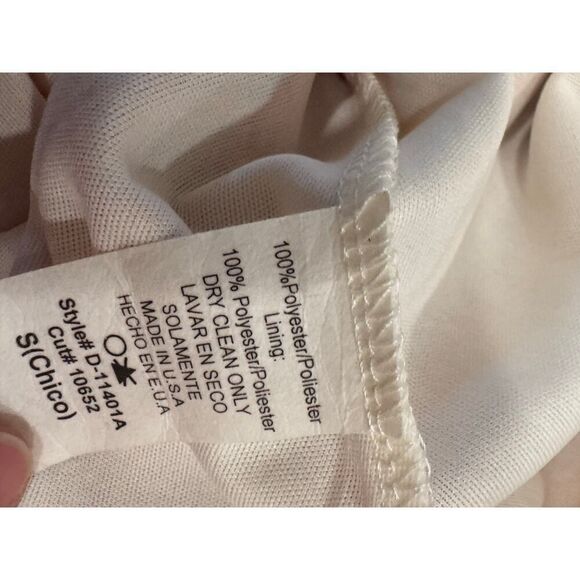 100%Polyester/Poliester
Lining:
100% Polyester/Poliester
DRY CLEAN ONLY
LAVAR EN SECO
SOLAMENTE
MADE IN U.S.A
HECHO EN E.U.A
Style# D-11401A
Cut# 10652
S(Chico)